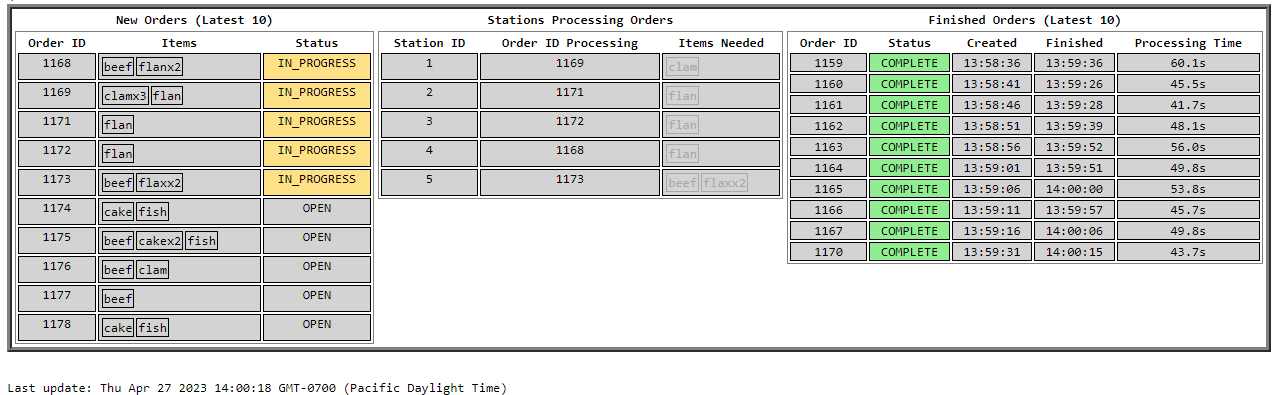 New Orders (Latest 10)
Order ID Items Status
1168 beef flanx2 IN_PROGRESS
1169 clamx3 flan IN_PROGRESS
1171 flan IN_PROGRESS
1172 flan IN_PROGRESS
1173 beef flaxx2 IN_PROGRESS
1174 cake fish OPEN
1175 beef cakex2 fish OPEN
1176 beef clam OPEN
1177 beef OPEN
1178 cake fish OPEN
Stations Processing Orders
Station ID Order ID Processing Items Needed
1 1169 clam
2 1171 flan
3 1172 flan
4 1168 flan
5 1173 beef flaxx2
Finished Orders (Latest 10)
Order ID Status Created Finished Processing Time
1159 COMPLETE 13:58:36 13:59:36 60.1s
1160 COMPLETE 13:58:41 13:59:26 45.5s
1161 COMPLETE 13:58:46 13:59:28 41.7s
1162 COMPLETE 13:58:51 13:59:39 48.1s
1163 COMPLETE 13:58:56 13:59:52 56.0s
1164 COMPLETE 13:59:01 13:59:51 49.8s
1165 COMPLETE 13:59:06 14:00:00 53.8s
1166 COMPLETE 13:59:11 13:59:57 45.7s
1167 COMPLETE 13:59:16 14:00:06 49.8s
1170 COMPLETE 13:59:31 14:00:15 43.7s
Last update: Thu Apr 27 2023 14:00:18 GMT-0700 (Pacific Daylight Time)